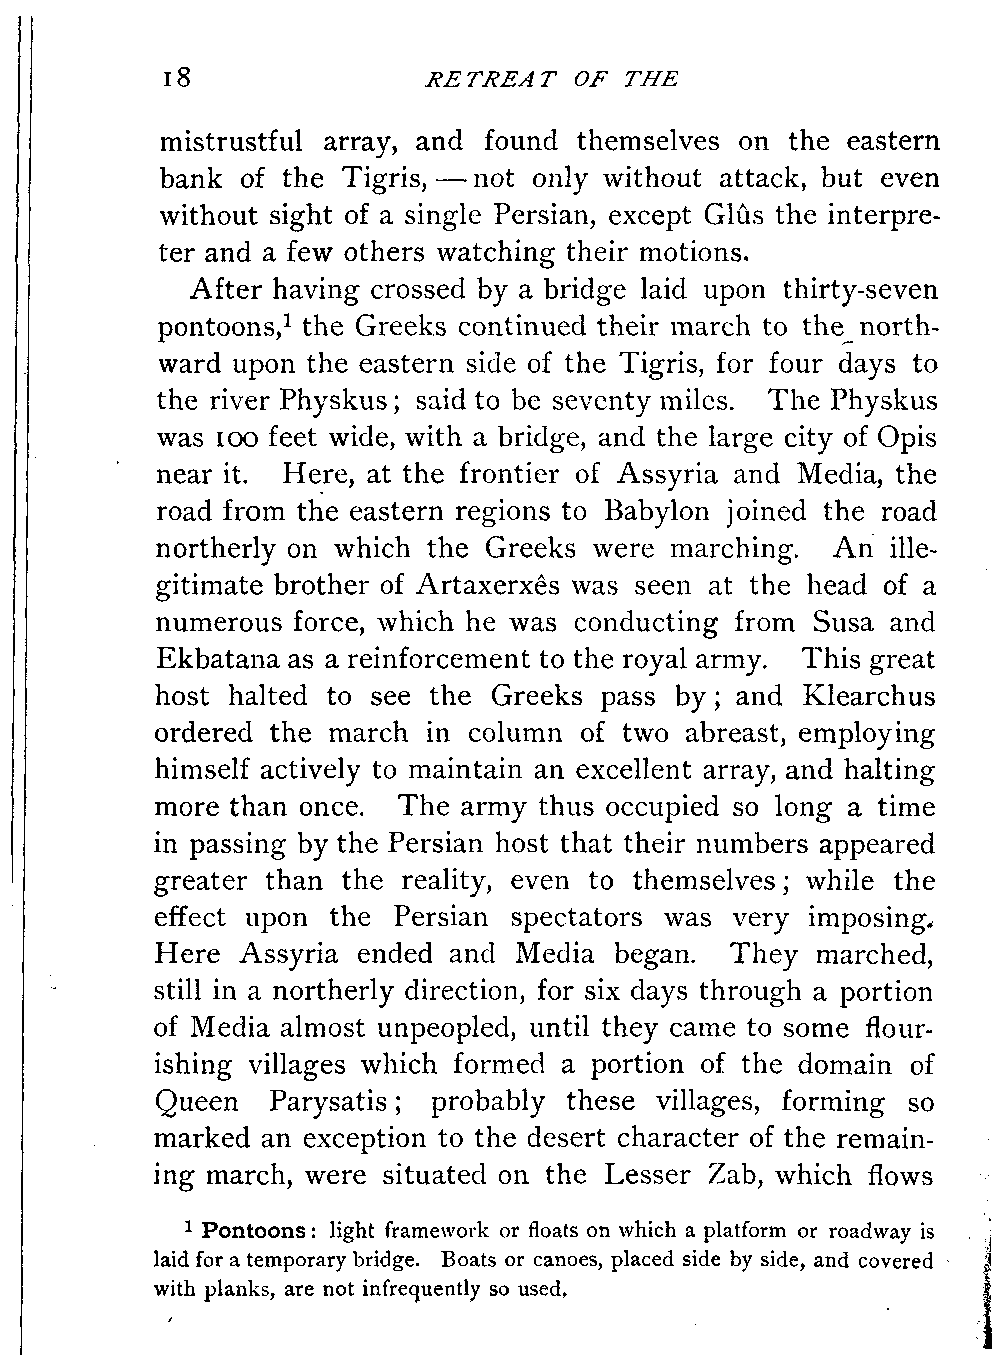 18 RETREAT OF THE
mistrustful array, and found themselves on the eastern
bank of the Tigris, — not only without attack, but even
without sight of a single Persian, except Glûs the interpre-
ter and a few others watching their motions.
After having crossed by a bridge laid upon thirty-seven
pontoons,¹ the Greeks continued their march to the north-
ward upon the eastern side of the Tigris, for four days to
the river Physkus; said to be seventy miles. The Physkus
was 100 feet wide, with a bridge, and the large city of Opis
near it. Here, at the frontier of Assyria and Media, the
road from the eastern regions to Babylon joined the road
northerly on which the Greeks were marching. An ille-
gitimate brother of Artaxerxês was seen at the head of a
numerous force, which he was conducting from Susa and
Ekbatana as a reinforcement to the royal army. This great
host halted to see the Greeks pass by; and Klearchus
ordered the march in column of two abreast, employing
himself actively to maintain an excellent array, and halting
more than once. The army thus occupied so long a time
in passing by the Persian host that their numbers appeared
greater than the reality, even to themselves; while the
effect upon the Persian spectators was very imposing.
Here Assyria ended and Media began. They marched,
still in a northerly direction, for six days through a portion
of Media almost unpeopled, until they came to some flour-
ishing villages which formed a portion of the domain of
Queen Parysatis; probably these villages, forming so
marked an exception to the desert character of the remain-
ing march, were situated on the Lesser Zab, which flows
¹ Pontoons: light framework or floats on which a platform or roadway is
laid for a temporary bridge. Boats or canoes, placed side by side, and covered
with planks, are not infrequently so used.